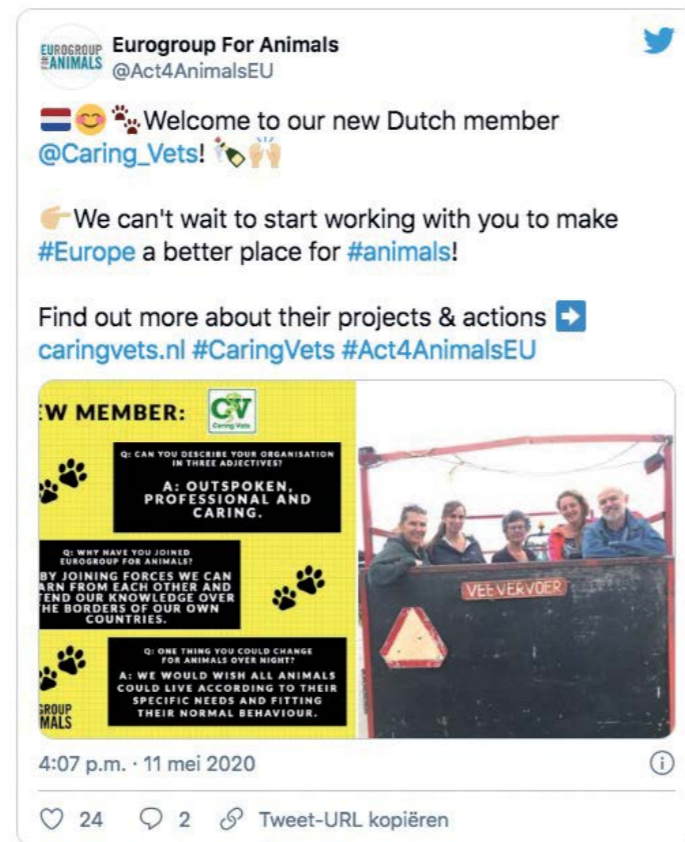 EUROGROUP
FOR
ANIMALS
Eurogroup For Animals
@Act4AnimalsEU
🇳🇱😊🐾Welcome to our new Dutch member
@Caring_Vets! 🍾🙌🏼
👉🏼We can't wait to start working with you to make
#Europe a better place for #animals!
Find out more about their projects & actions ➡️
caringvets.nl #CaringVets #Act4AnimalsEU
EW MEMBER:
CV
Caring Vets
Q: CAN YOU DESCRIBE YOUR ORGANISATION
IN THREE ADJECTIVES?
A: OUTSPOKEN,
PROFESSIONAL AND
CARING.
Q: WHY HAVE YOU JOINED
EUROGROUP FOR ANIMALS?
BY JOINING FORCES WE CAN
ARN FROM EACH OTHER AND
TEND OUR KNOWLEDGE OVER
HE BORDERS OF OUR OWN
COUNTRIES.
Q: ONE THING YOU COULD CHANGE
FOR ANIMALS OVER NIGHT?
A: WE WOULD WISH ALL ANIMALS
COULD LIVE ACCORDING TO THEIR
SPECIFIC NEEDS AND FITTING
THEIR NORMAL BEHAVIOUR.
GROUP
MALS
VEEVERVOER
4:07 p.m. · 11 mei 2020
24
2
Tweet-URL kopiëren